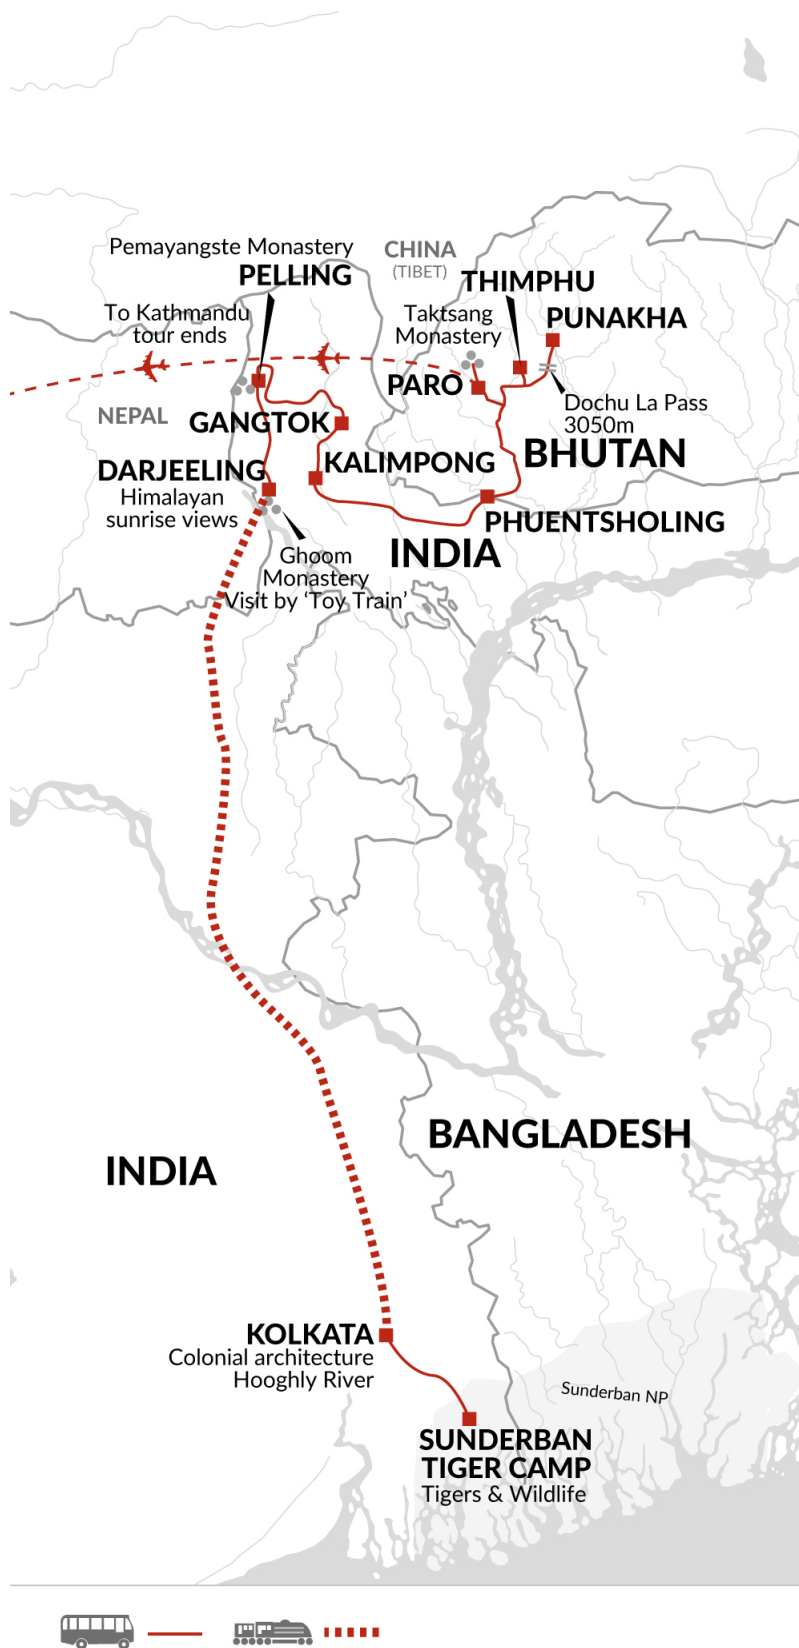 Pemayangste Monastery
PELLING
CHINA
(TIBET)
THIMPHU
PUNAKHA
To Kathmandu
tour ends
Taktsang
Monastery
PARO
NEPAL
GANGTOK
Dochu La Pass
3050m
BHUTAN
DARJEELING
Himalayan
sunrise views
KALIMPONG
PHUENTSHOLING
INDIA
Ghoom
Monastery
Visit by ‘Toy Train’
BANGLADESH
INDIA
KOLKATA
Colonial architecture
Hooghly River
Sunderban NP
SUNDERBAN
TIGER CAMP
Tigers & Wildlife